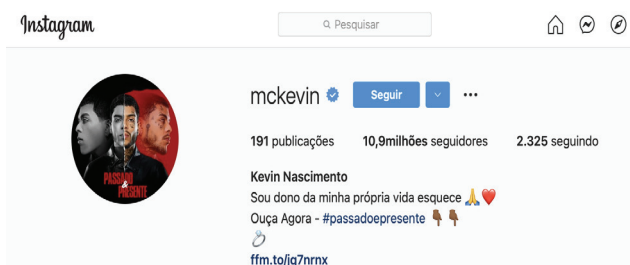 Instagram
Pesquisar
mckevin Seguir
191 publicações 10,9milhões seguidores 2.325 seguindo
PASSADO
&
PRESENTE
Kevin Nascimento
Sou dono da minha própria vida esquece 🙏❤️
Ouça Agora - #passadoepresente 👇🏾👇🏾
💍
ffm.to/jg7nrnx